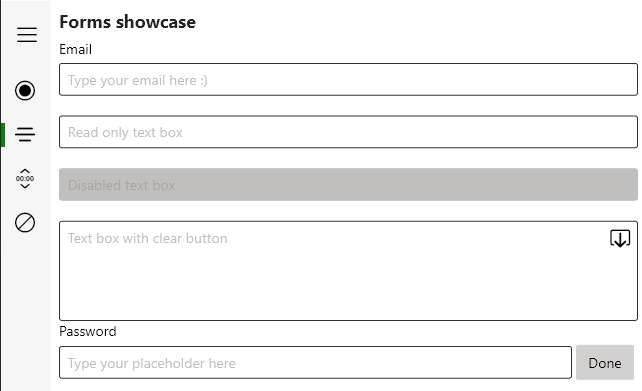 Forms showcase
Email
Type your email here :)
Read only text box
00:00
Disabled text box
Text box with clear button
Password
Type your placeholder here
Done